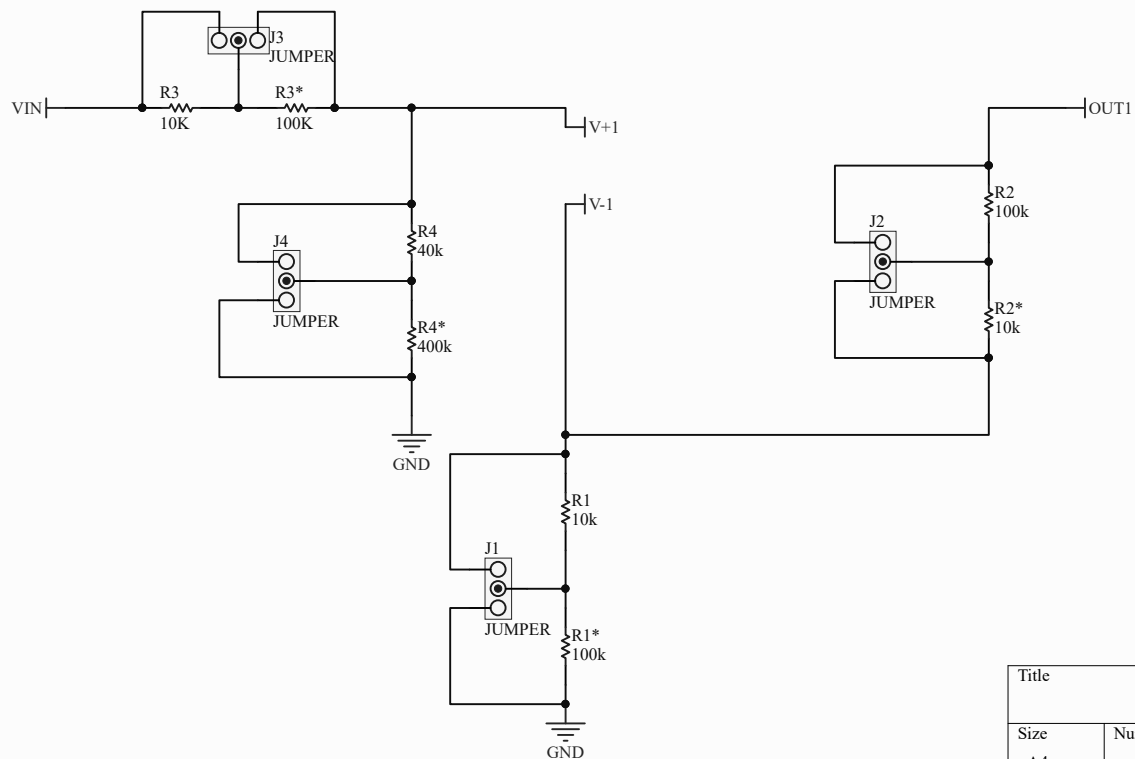 J3
JUMPER
R3
R3*
VIN
10K
100K
OUT1
V+1
R2
100k
V-1
J2
R4
40k
J4
JUMPER
R2*
10k
JUMPER
R4*
400k
GND
R1
10k
J1
JUMPER
R1*
100k
GND
Title
Size